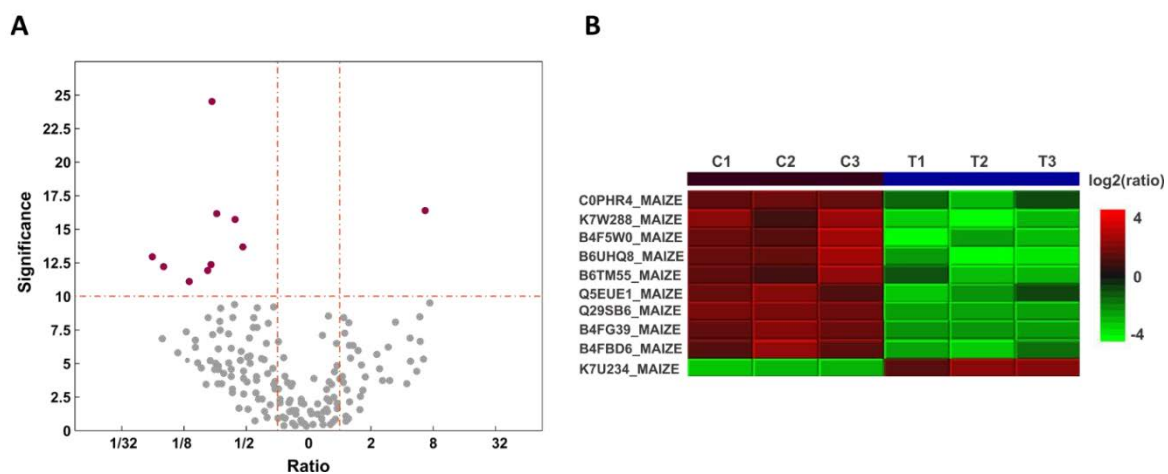 A
B
Significance
25
22.5
20
17.5
15
12.5
10
7.5
5
2.5
0
1/32
1/8
1/2
0
2
8
32
Ratio
C1 C2 C3 T1 T2 T3
log2(ratio)
C0PHR4_MAIZE
K7W288_MAIZE
B4F5W0_MAIZE
B6UHQ8_MAIZE
B6TM55_MAIZE
Q5EUE1_MAIZE
Q29SB6_MAIZE
B4FG39_MAIZE
B4FBD6_MAIZE
K7U234_MAIZE
4
0
-4